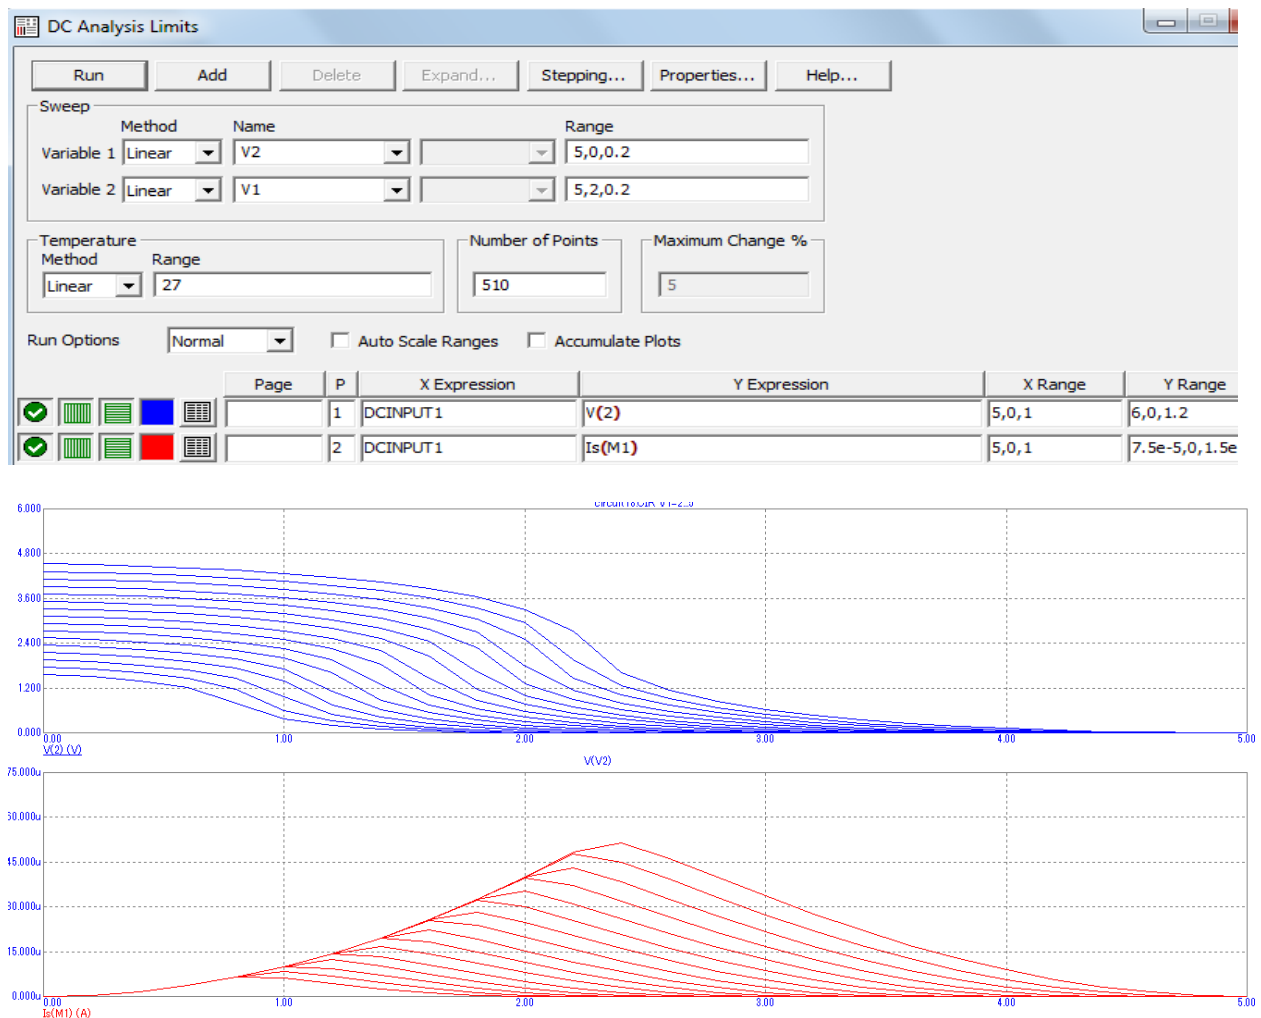 DC Analysis Limits
Run Add Delete Expand... Stepping... Properties... Help...
Sweep
Method Name Range
Variable 1 Linear V2 5,0,0.2
Variable 2 Linear V1 5,2,0.2
Temperature Number of Points Maximum Change %
Method Range
Linear 27 510 5
Run Options Normal Auto Scale Ranges Accumulate Plots
Page P X Expression Y Expression X Range Y Range
1 DCINPUT1 V(2) 5,0,1 6,0,1.2
2 DCINPUT1 Is(M1) 5,0,1 7.5e-5,0,1.5e
6.000
4.800
3.600
2.400
1.200
0.000
0.00 1.00 2.00 3.00 4.00 5.00
V(2) (V)
V(V2)
75.000u
45.000u
30.000u
15.000u
0.000u
0.00 1.00 2.00 3.00 4.00 5.00
Is(M1) (A)